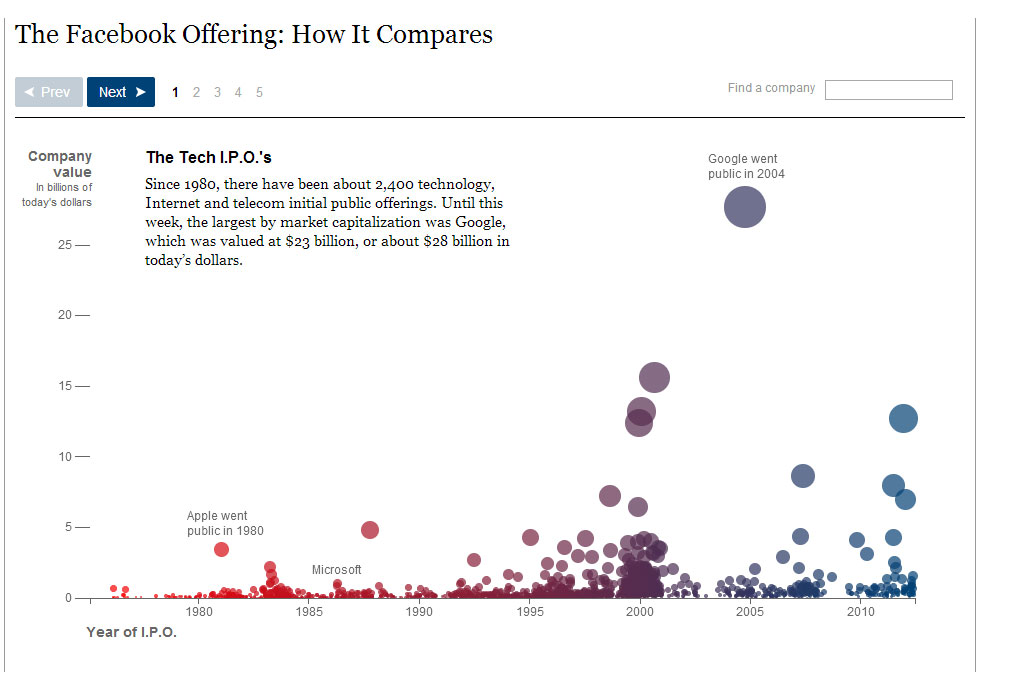 The Facebook Offering: How It Compares
◀ Prev Next ➤ 1 2 3 4 5 Find a company
Company
value
In billions of
today's dollars
The Tech I.P.O.'s
Since 1980, there have been about 2,400 technology,
Internet and telecom initial public offerings. Until this
week, the largest by market capitalization was Google,
which was valued at $23 billion, or about $28 billion in
today's dollars.
Google went
public in 2004
25
20
15
10
5
0
Apple went
public in 1980
Microsoft
1980 1985 1990 1995 2000 2005 2010
Year of I.P.O.